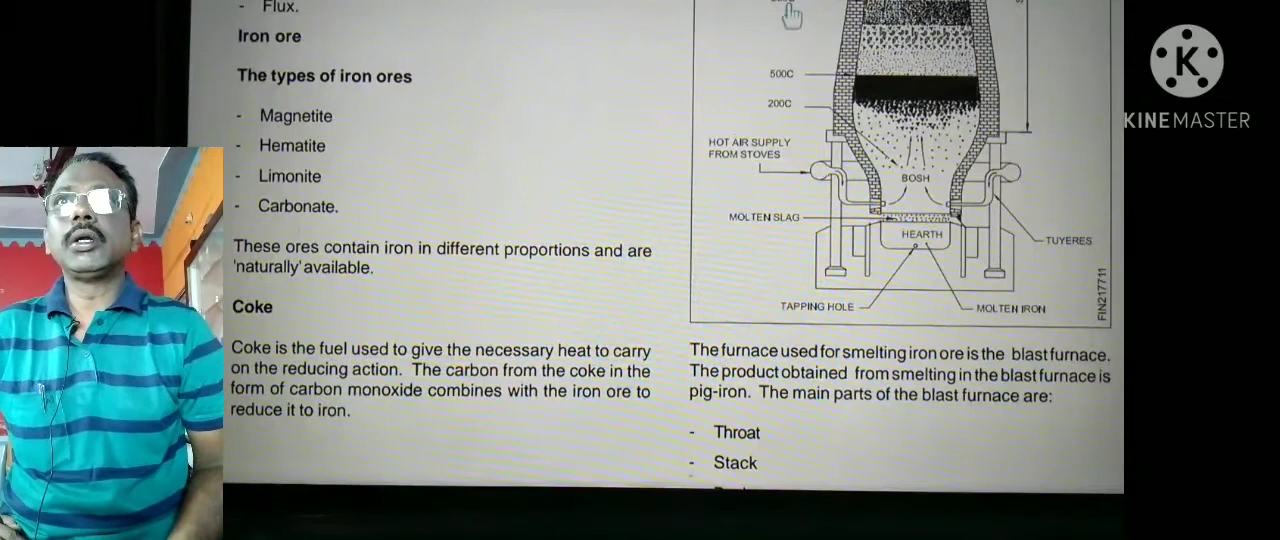 - Flux.
Iron ore
The types of iron ores
- Magnetite
- Hematite
- Limonite
- Carbonate.
These ores contain iron in different proportions and are
'naturally' available.
Coke
Coke is the fuel used to give the necessary heat to carry
on the reducing action. The carbon from the coke in the
form of carbon monoxide combines with the iron ore to
reduce it to iron.
500C
200C
HOT AIR SUPPLY
FROM STOVES
BOSH
MOLTEN SLAG
HEARTH
TUYERES
TAPPING HOLE
MOLTEN IRON
FIN217711
The furnace used for smelting iron ore is the blast furnace.
The product obtained from smelting in the blast furnace is
pig-iron. The main parts of the blast furnace are:
- Throat
- Stack
K
KINEMASTER